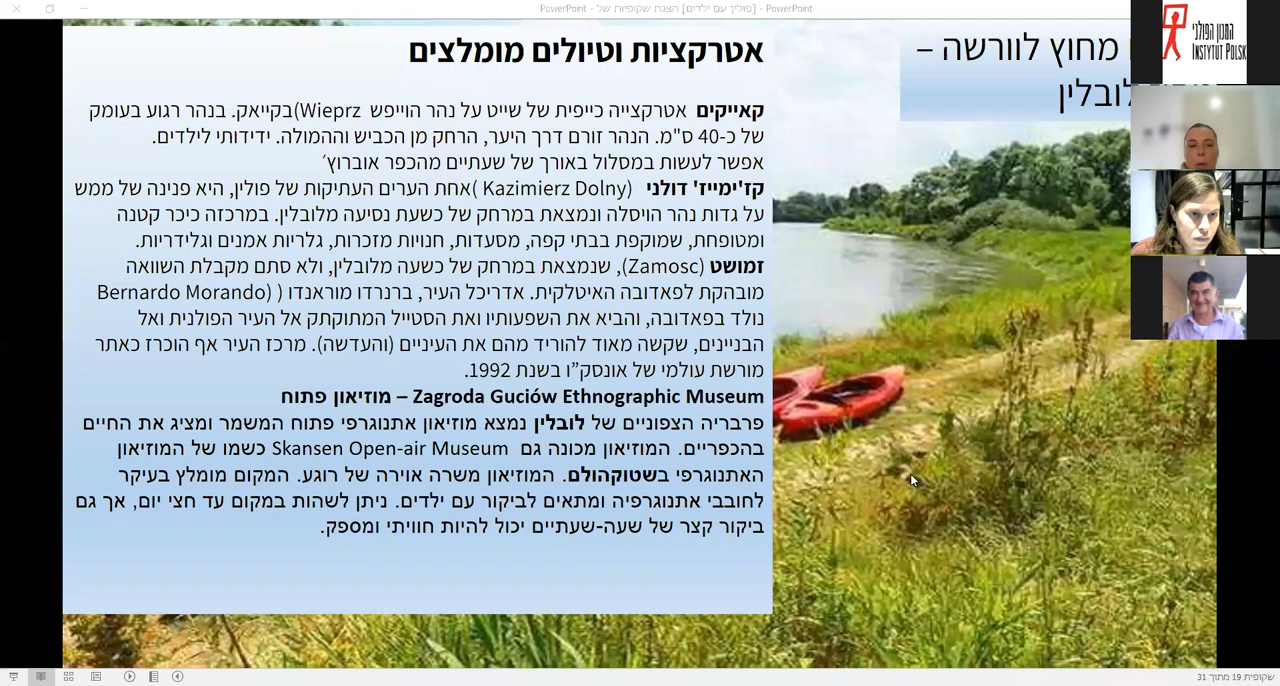 PowerPoint - [פולין עם ילדים] הצגת שקופיות של
המכון הפולני
INSTYTUT POLSK
מחוץ לוורשה –
לובלין
אטרקציות וטיולים מומלצים
קאייקים אטרקצייה כייפית של שייט על נהר הוייפש Wieprz)בקייאק. בנהר רגוע בעומק
של כ-40 ס"מ. הנהר זורם דרך היער, הרחק מן הכביש וההמולה. ידידותי לילדים.
אפשר לעשות במסלול באורך של שעתיים מהכפר אוברוץ׳
קז'ימייז' דולני (Kazimierz Dolny )אחת הערים העתיקות של פולין, היא פנינה של ממש
על גדות נהר הויסלה ונמצאת במרחק של כשעת נסיעה מלובלין. במרכזה כיכר קטנה
ומטופחת, שמוקפת בבתי קפה, מסעדות, חנויות מזכרות, גלריות אמנים וגלידריות.
זמושט (Zamosc), שנמצאת במרחק של כשעה מלובלין, ולא סתם מקבלת השוואה
מובהקת לפאדובה האיטלקית. אדריכל העיר, ברנרדו מוראנדו ( (Bernardo Morando
נולד בפאדובה, והביא את השפעותיו ואת הסטייל המתוקתק אל העיר הפולנית ואל
הבניינים, שקשה מאוד להוריד מהם את העיניים (והעדשה). מרכז העיר אף הוכרז כאתר
מורשת עולמי של אונסק"ו בשנת 1992.
Zagroda Guciów Ethnographic Museum – מוזיאון פתוח
פרבריה הצפוניים של לובלין נמצא מוזיאון אתנוגרפי פתוח המשמר ומציג את החיים
בהכפריים. המוזיאון מכונה גם Skansen Open-air Museum כשמו של המוזיאון
האתנוגרפי בשטוקהולם. המוזיאון משרה אוירה של רוגע. המקום מומלץ בעיקר
לחובבי אתנוגרפיה ומתאים לביקור עם ילדים. ניתן לשהות במקום עד חצי יום, אך גם
ביקור קצר של שעה-שעתיים יכול להיות חוויתי ומספק.
שקופית 19 מתוך 31